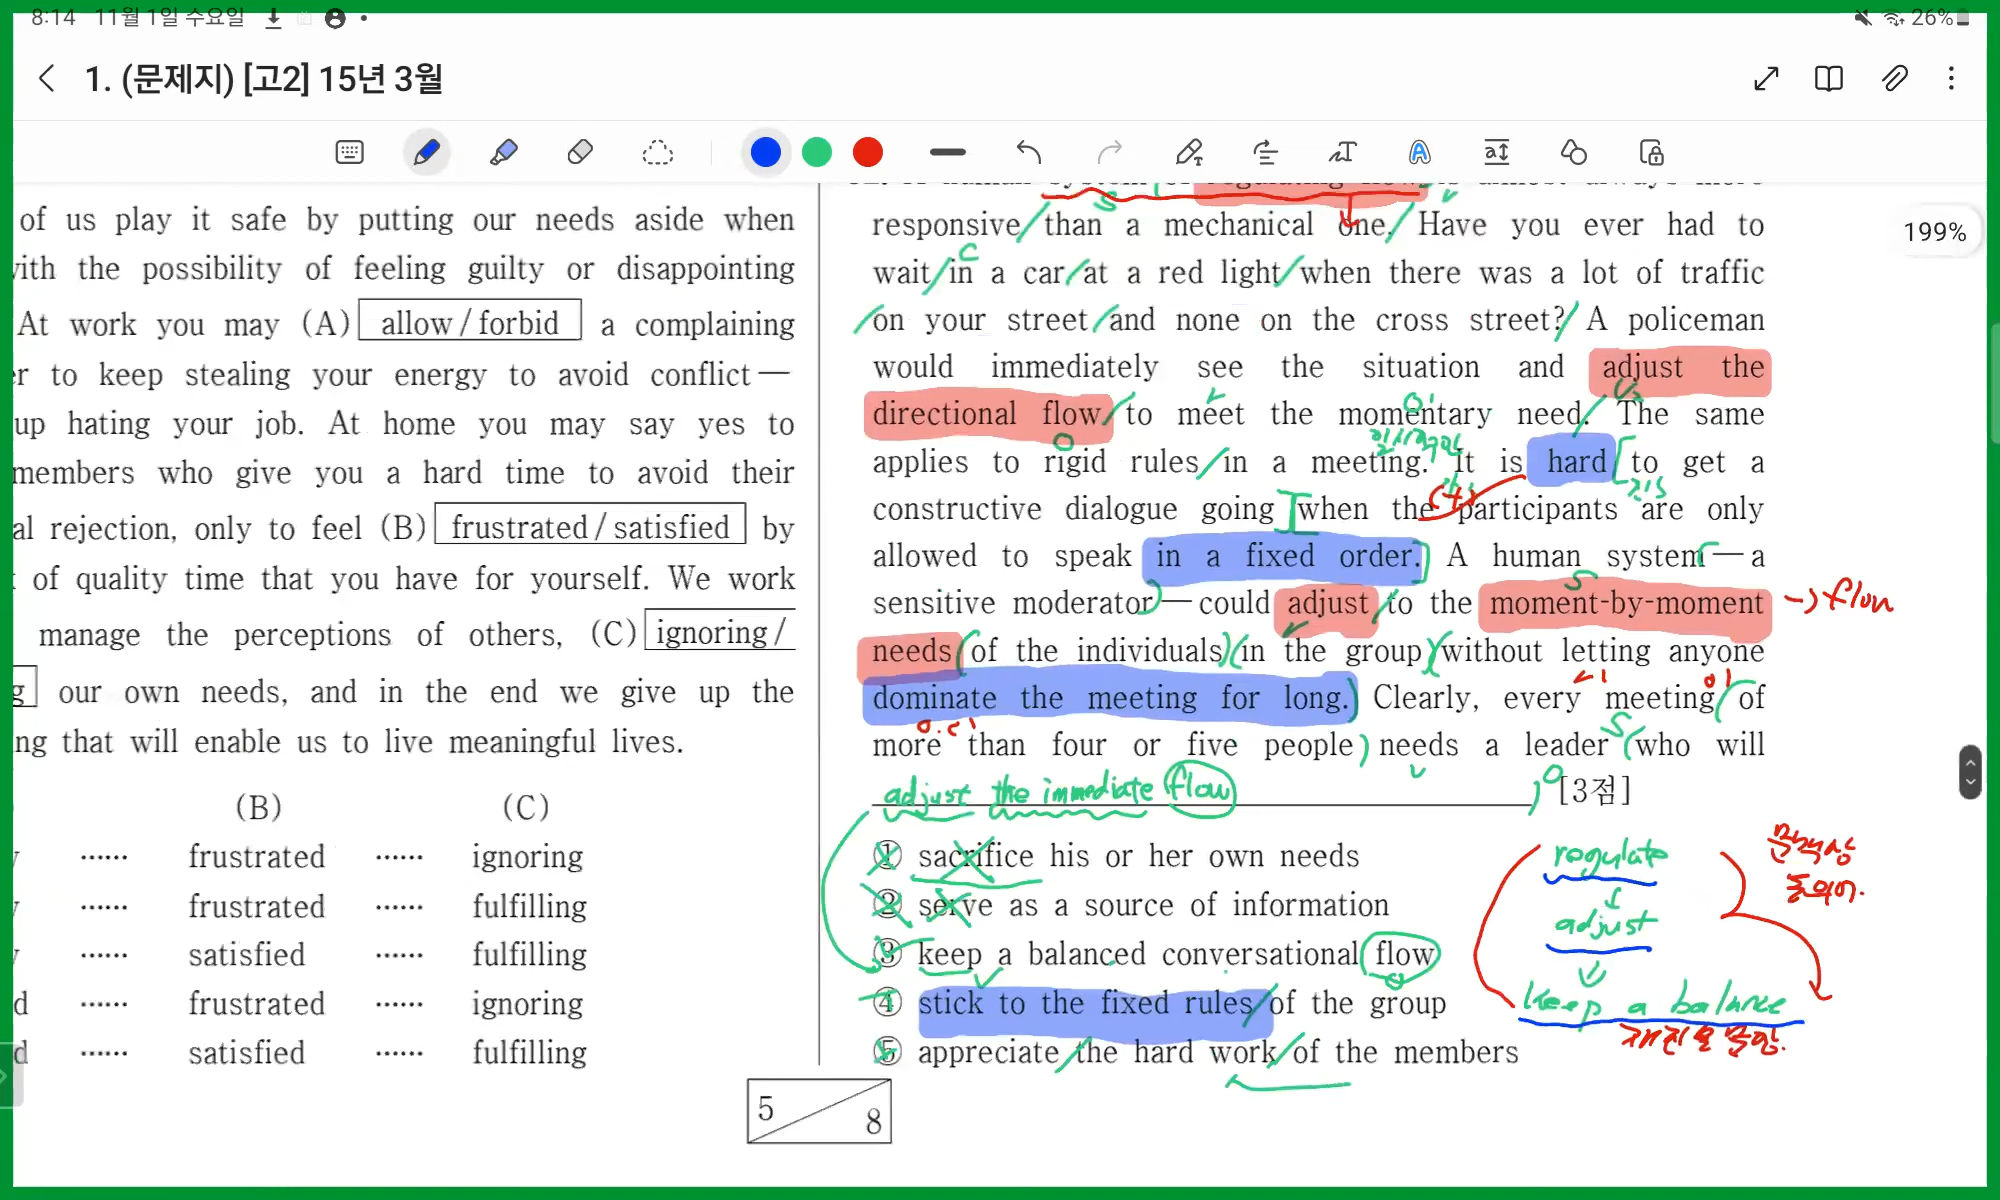 8:14 11월 1일 수요일
26%
1. (문제지) [고2] 15년 3월
199%
of us play it safe by putting our needs aside when
with the possibility of feeling guilty or disappointing
At work you may (A) allow / forbid a complaining
er to keep stealing your energy to avoid conflict —
up hating your job. At home you may say yes to
members who give you a hard time to avoid their
al rejection, only to feel (B) frustrated / satisfied by
of quality time that you have for yourself. We work
manage the perceptions of others, (C) ignoring /
g our own needs, and in the end we give up the
ng that will enable us to live meaningful lives.
(B) (C)
y ······ frustrated ······ ignoring
y ······ frustrated ······ fulfilling
y ······ satisfied ······ fulfilling
d ······ frustrated ······ ignoring
d ······ satisfied ······ fulfilling
responsive than a mechanical one. Have you ever had to
wait in a car at a red light when there was a lot of traffic
on your street and none on the cross street? A policeman
would immediately see the situation and adjust the
directional flow to meet the momentary need. The same
applies to rigid rules in a meeting. It is hard to get a
constructive dialogue going when the participants are only
allowed to speak in a fixed order. A human system — a
sensitive moderator — could adjust to the moment-by-moment → flow
needs of the individuals in the group without letting anyone
dominate the meeting for long. Clearly, every meeting of
more than four or five people needs a leader who will
adjust the immediate flow [3점]
① sacrifice his or her own needs
② serve as a source of information
③ keep a balanced conversational flow
④ stick to the fixed rules of the group
⑤ appreciate the hard work of the members
regulate
adjust
keep a balance
문맥상
동의어.
5 / 8